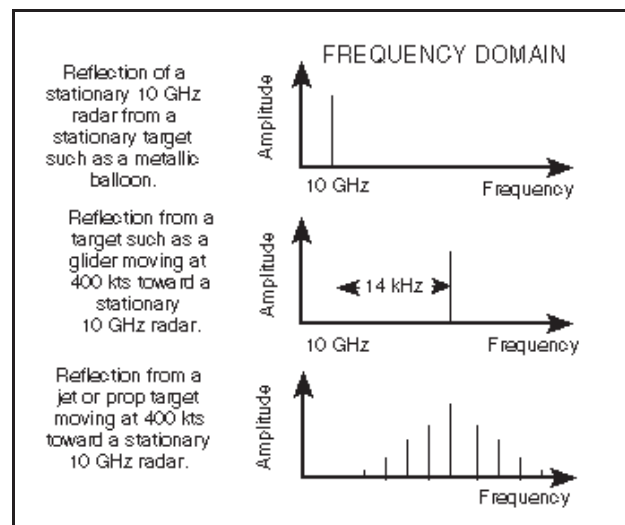 FREQUENCY DOMAIN
Reflection of a
stationary 10 GHz
radar from a
stationary target
such as a metallic
balloon.
Amplitude
10 GHz
Frequency
Reflection from a
target such as a
glider moving at
400 kts toward a
stationary
10 GHz radar.
Amplitude
14 kHz
10 GHz
Frequency
Reflection from a
jet or prop target
moving at 400 kts
toward a stationary
10 GHz radar.
Amplitude
Frequency